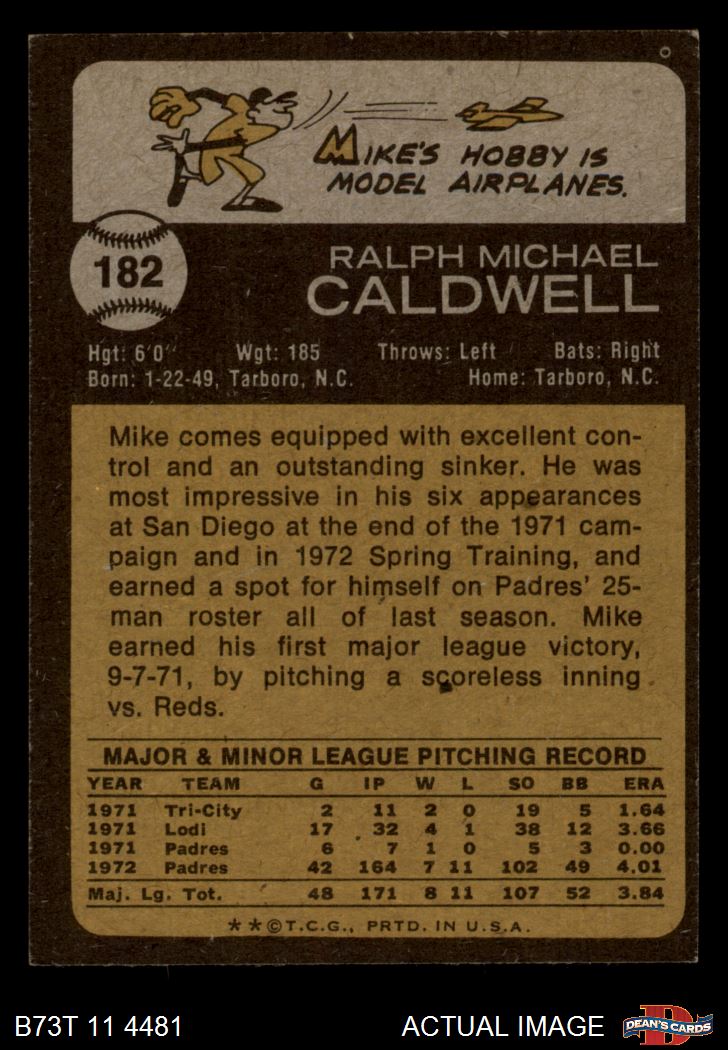 MIKE'S HOBBY IS
MODEL AIRPLANES.
182
RALPH MICHAEL
CALDWELL
Hgt: 6'0" Wgt: 185 Throws: Left Bats: Right
Born: 1-22-49, Tarboro, N.C. Home: Tarboro, N.C.
Mike comes equipped with excellent con-
trol and an outstanding sinker. He was
most impressive in his six appearances
at San Diego at the end of the 1971 cam-
paign and in 1972 Spring Training, and
earned a spot for himself on Padres' 25-
man roster all of last season. Mike
earned his first major league victory,
9-7-71, by pitching a scoreless inning
vs. Reds.
MAJOR & MINOR LEAGUE PITCHING RECORD
YEAR TEAM G IP W L SO BB ERA
1971 Tri-City 2 11 2 0 19 5 1.64
1971 Lodi 17 32 4 1 38 12 3.66
1971 Padres 6 7 1 0 5 3 0.00
1972 Padres 42 164 7 11 102 49 4.01
Maj. Lg. Tot. 48 171 8 11 107 52 3.84
**©T.C.G., PRTD. IN U.S.A.
B73T 11 4481 ACTUAL IMAGE D DEAN'S CARDS